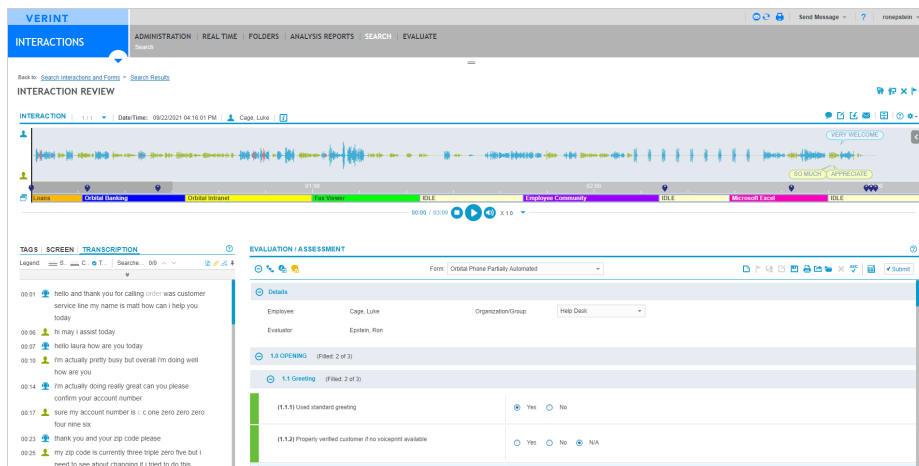 VERINT
Send Message
?
ronepstein
INTERACTIONS
ADMINISTRATION | REAL TIME | FOLDERS | ANALYSIS REPORTS | SEARCH | EVALUATE
Search
Back to: Search Interactions and Forms > Search Results
INTERACTION REVIEW
INTERACTION | 1 / 1 | Date/Time: 09/22/2021 04:16:01 PM | Cage, Luke
VERY WELCOME
SO MUCH APPRECIATE
01:00 02:00
Loans Orbital Banking Orbital Intranet Fox Viewer IDLE Employee Community IDLE Microsoft Excel IDLE
00:00 / 03:09 X 1.0
TAGS | SCREEN | TRANSCRIPTION
Legend: S.. C.. T... Searche... 0/0
00:01 hello and thank you for calling order was customer
service line my name is matt how can i help you
today
00:06 hi may i assist today
00:07 hello laura how are you today
00:10 i'm actually pretty busy but overall i'm doing well
how are you
00:14 i'm actually doing really great can you please
confirm your account number
00:17 sure my account number is c c one zero zero zero
four nine six
00:23 thank you and your zip code please
00:25 my zip code is currently three triple zero five but i
need to see about changing it i tried to do this
EVALUATION / ASSESSMENT
Form: Orbital Phone Partially Automated
Submit
Details
Employee: Cage, Luke Organization/Group: Help Desk
Evaluator: Epstein, Ron
1.0 OPENING (Filled: 2 of 3)
1.1 Greeting (Filled: 2 of 3)
(1.1.1) Used standard greeting Yes No
(1.1.2) Properly verified customer if no voiceprint available Yes No N/A